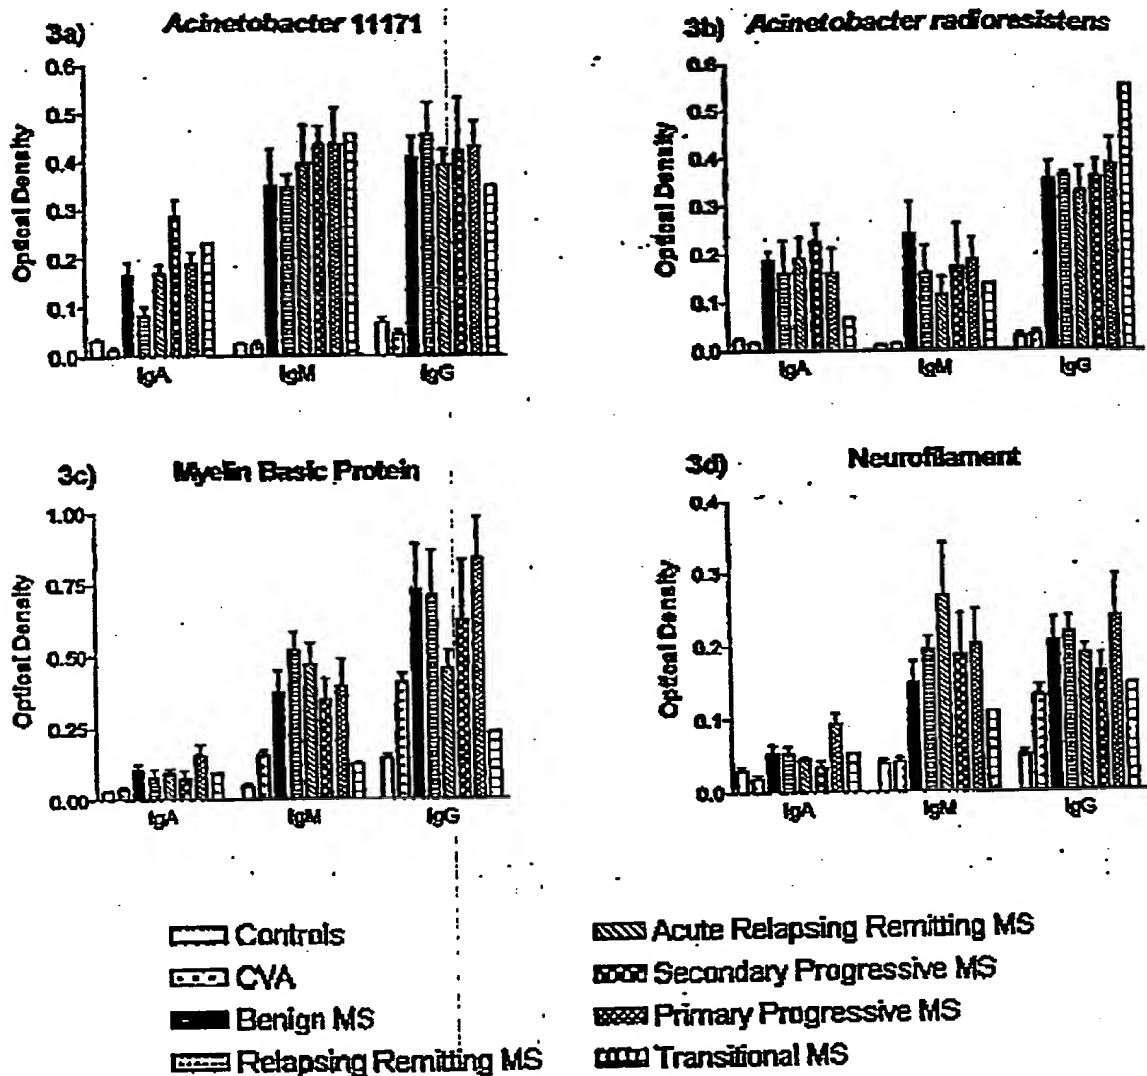 3a) Acinetobacter 11171
Optical Density
0.6
0.5
0.4
0.3
0.2
0.1
0.0
IgA IgM IgG
3b) Acinetobacter radioresistens
Optical Density
0.6
0.5
0.4
0.3
0.2
0.1
0.0
IgA IgM IgG
3c) Myelin Basic Protein
Optical Density
1.00
0.75
0.50
0.25
0.00
IgA IgM IgG
3d) Neurofilament
Optical Density
0.4
0.3
0.2
0.1
0.0
IgA IgM IgG
Controls
CVA
Benign MS
Relapsing Remitting MS
Acute Relapsing Remitting MS
Secondary Progressive MS
Primary Progressive MS
Transitional MS